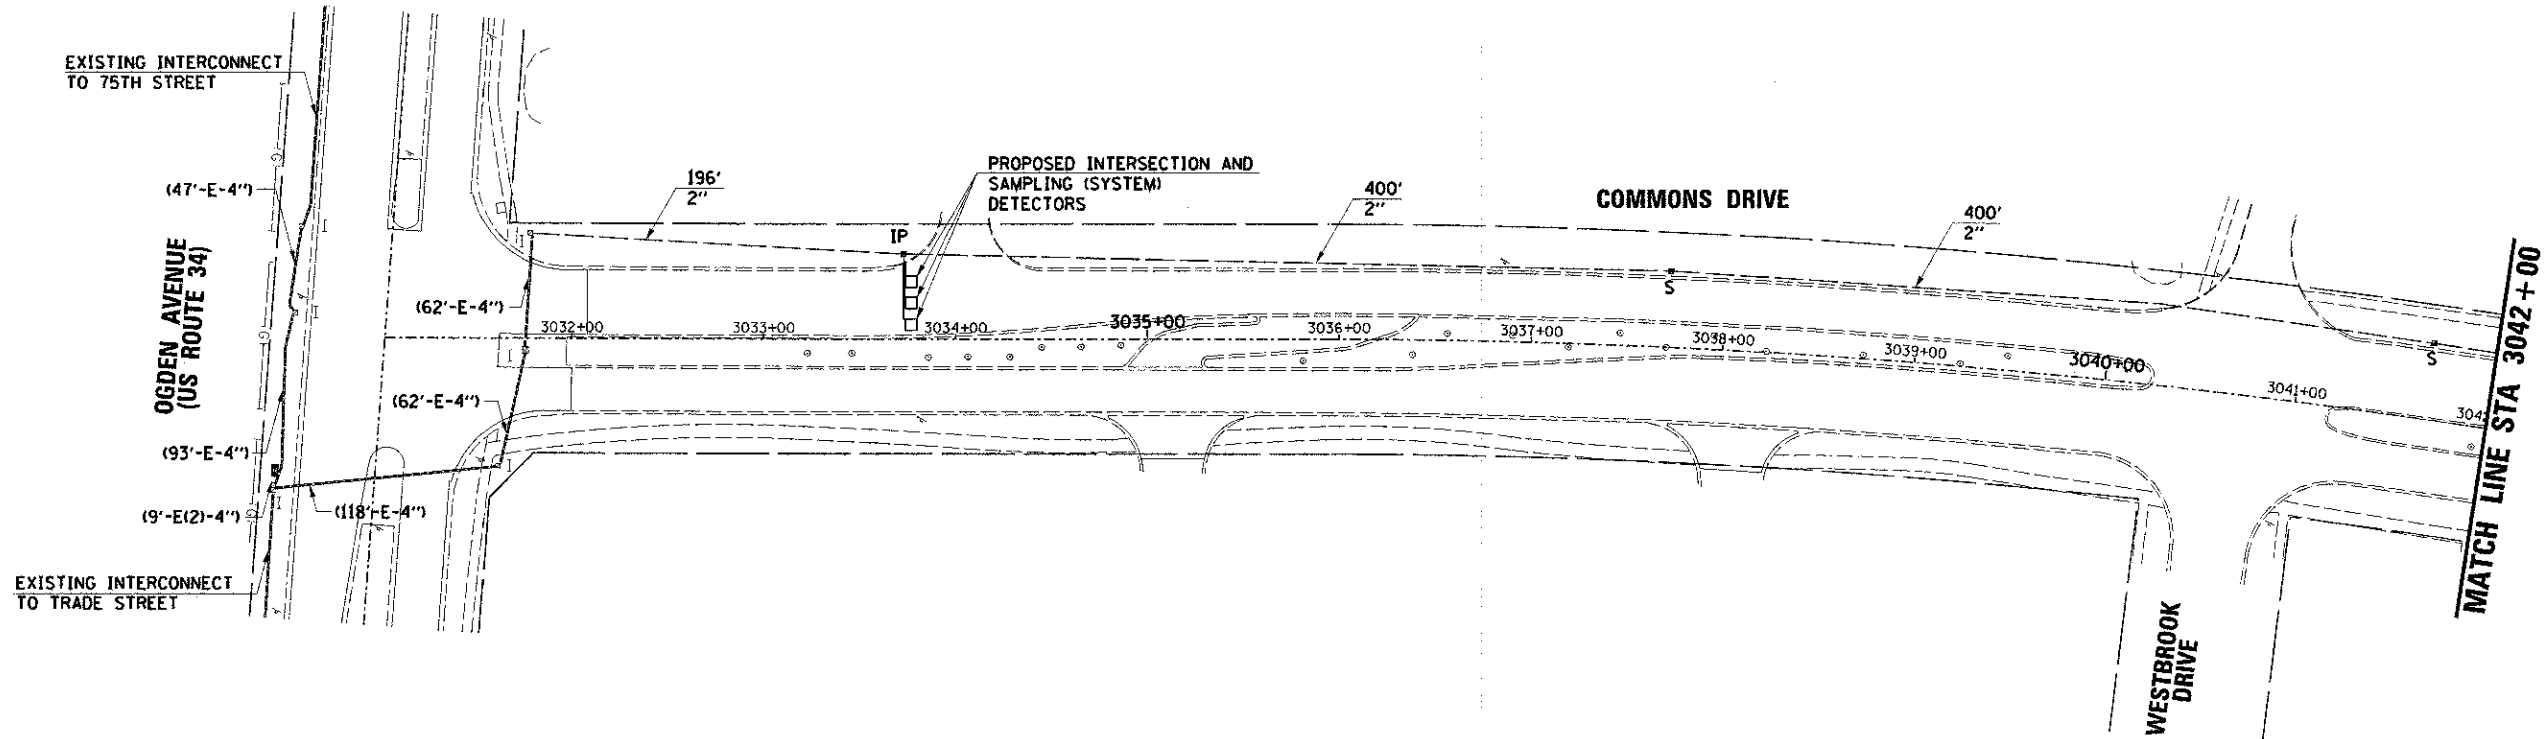 EXISTING INTERCONNECT
TO 75TH STREET
(47'-E-4")
OGDEN AVENUE
(US ROUTE 34)
(93'-E-4")
(9'-E(2)-4")
(118'-E-4")
EXISTING INTERCONNECT
TO TRADE STREET
(62'-E-4")
(62'-E-4")
196'
2"
IP
PROPOSED INTERSECTION AND
SAMPLING (SYSTEM)
DETECTORS
400'
2"
COMMONS DRIVE
400'
2"
S
S
3032+00
3033+00
3034+00
3035+00
3036+00
3037+00
3038+00
3039+00
3040+00
3041+00
MATCH LINE STA 3042+00
WESTBROOK
DRIVE
G
G
G
I
I
I
I
I
I